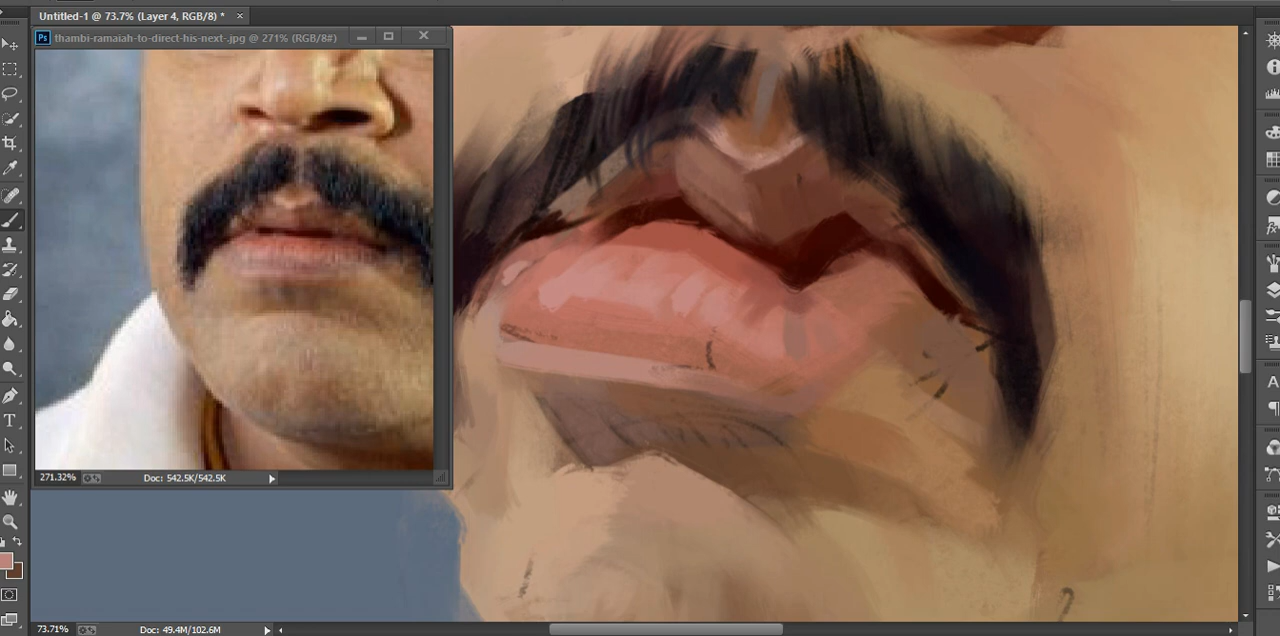 Untitled-1 @ 73.7% (Layer 4, RGB/8) * ×
Ps thambi-ramaiah-to-direct-his-next-.jpg @ 271% (RGB/8#)
271.32% Doc: 542.5K/542.5K
73.71% Doc: 49.4M/102.6M